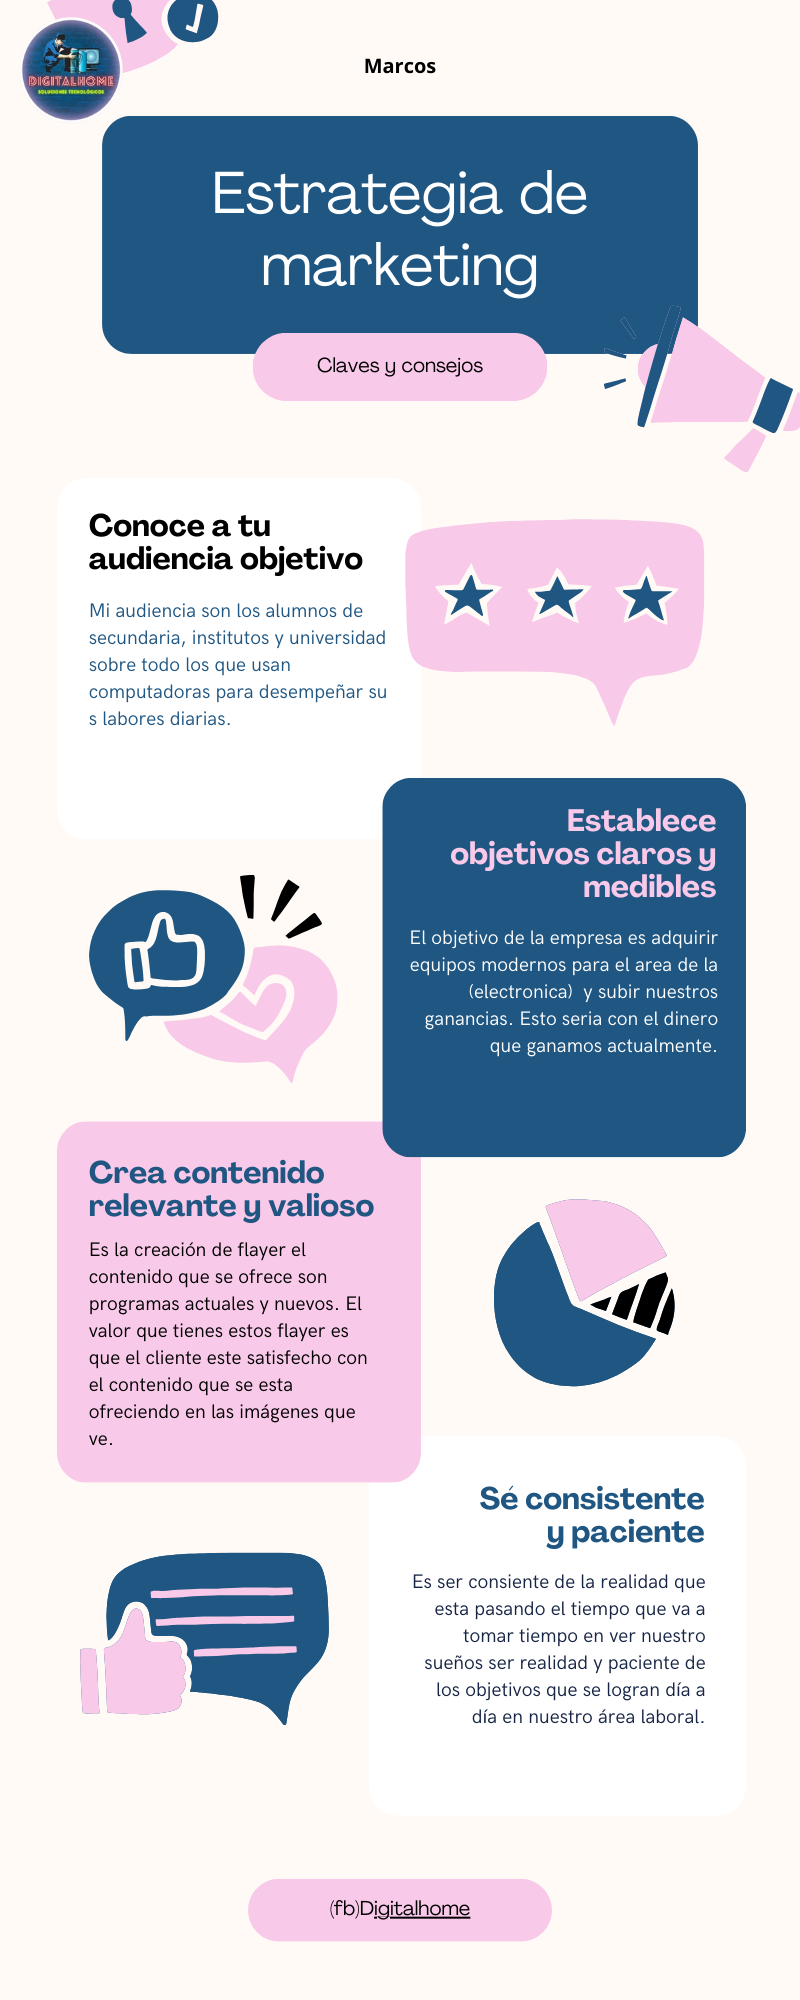 DIGITALHOME
SOLUCIONES TECNOLÓGICOS
Marcos
Estrategia de
marketing
Claves y consejos
Conoce a tu
audiencia objetivo
Mi audiencia son los alumnos de
secundaria, institutos y universidad
sobre todo los que usan
computadoras para desempeñar su
s labores diarias.
Establece
objetivos claros y
medibles
El objetivo de la empresa es adquirir
equipos modernos para el area de la
(electronica)  y subir nuestros
ganancias. Esto seria con el dinero
que ganamos actualmente.
Crea contenido
relevante y valioso
Es la creación de flayer el
contenido que se ofrece son
programas actuales y nuevos. El
valor que tienes estos flayer es
que el cliente este satisfecho con
el contenido que se esta
ofreciendo en las imágenes que
ve.
Sé consistente
y paciente
Es ser consiente de la realidad que
esta pasando el tiempo que va a
tomar tiempo en ver nuestro
sueños ser realidad y paciente de
los objetivos que se logran día a
día en nuestro área laboral.
(fb)Digitalhome